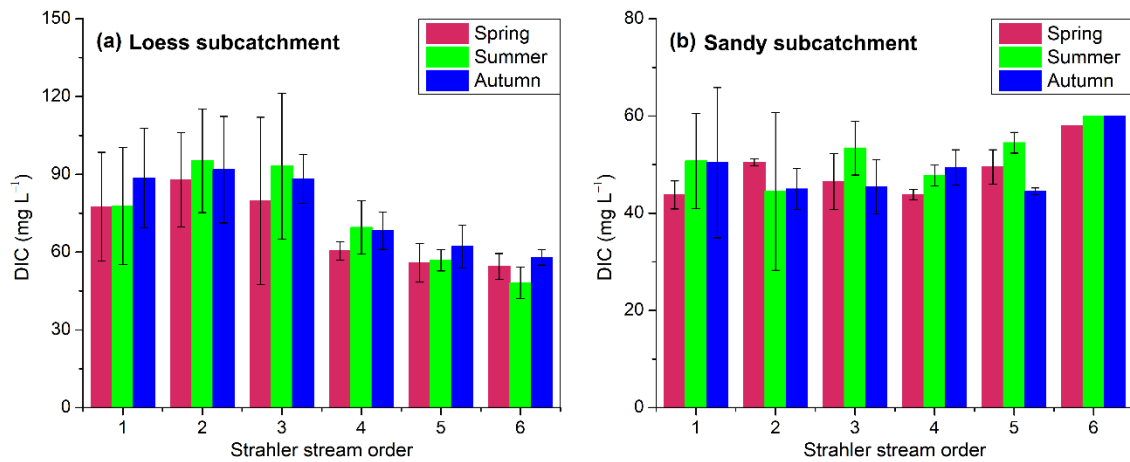 (a) Loess subcatchment
Spring
Summer
Autumn
150
120
90
60
30
0
DIC (mg L⁻¹)
1 2 3 4 5 6
Strahler stream order
(b) Sandy subcatchment
Spring
Summer
Autumn
80
60
40
20
0
DIC (mg L⁻¹)
1 2 3 4 5 6
Strahler stream order